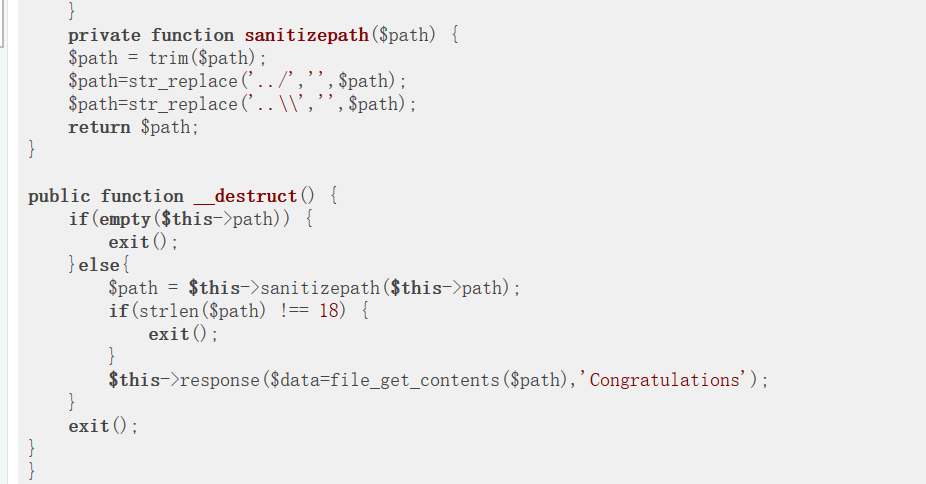 }
private function sanitizepath($path) {
$path = trim($path);
$path=str_replace('../','',$path);
$path=str_replace('..\\','',$path);
return $path;
}
public function __destruct() {
if(empty($this->path)) {
exit();
}else{
$path = $this->sanitizepath($this->path);
if(strlen($path) !== 18) {
exit();
}
$this->response($data=file_get_contents($path),'Congratulations');
}
exit();
}
}